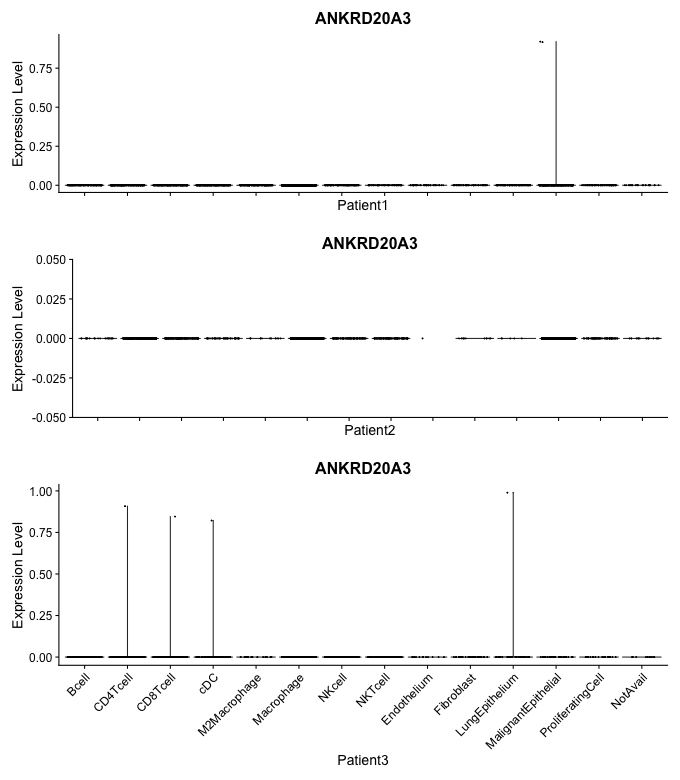 ANKRD20A3
Expression Level
0.75
0.50
0.25
0.00
Patient1
ANKRD20A3
Expression Level
0.050
0.025
0.000
-0.025
-0.050
Patient2
ANKRD20A3
Expression Level
1.00
0.75
0.50
0.25
0.00
Bcell
CD4Tcell
CD8Tcell
cDC
M2Macrophage
Macrophage
NKcell
NKTcell
Endothelium
Fibroblast
LungEpithelium
MalignantEpithelial
ProliferatingCell
NotAvail
Patient3